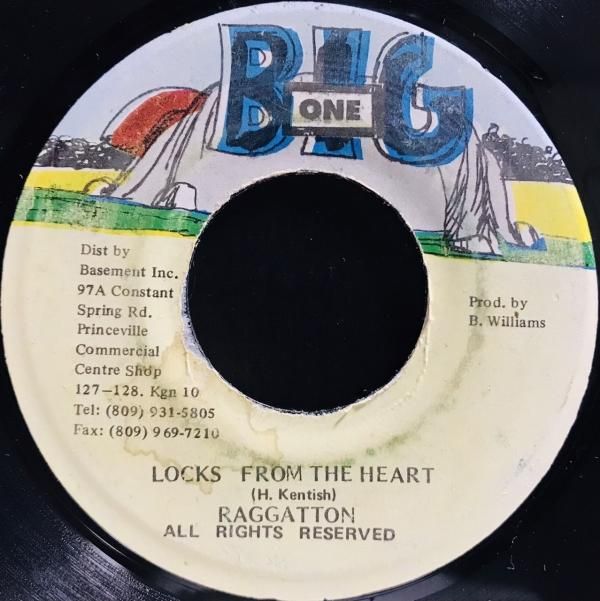 BIG
ONE
Dist by
Basement Inc.
97A Constant
Spring Rd.
Princeville
Commercial
Centre Shop
127–128. Kgn 10
Tel: (809) 931-5805
Fax: (809) 969-7210
Prod. by
B. Williams
LOCKS FROM THE HEART
(H. Kentish)
RAGGATTON
ALL RIGHTS RESERVED